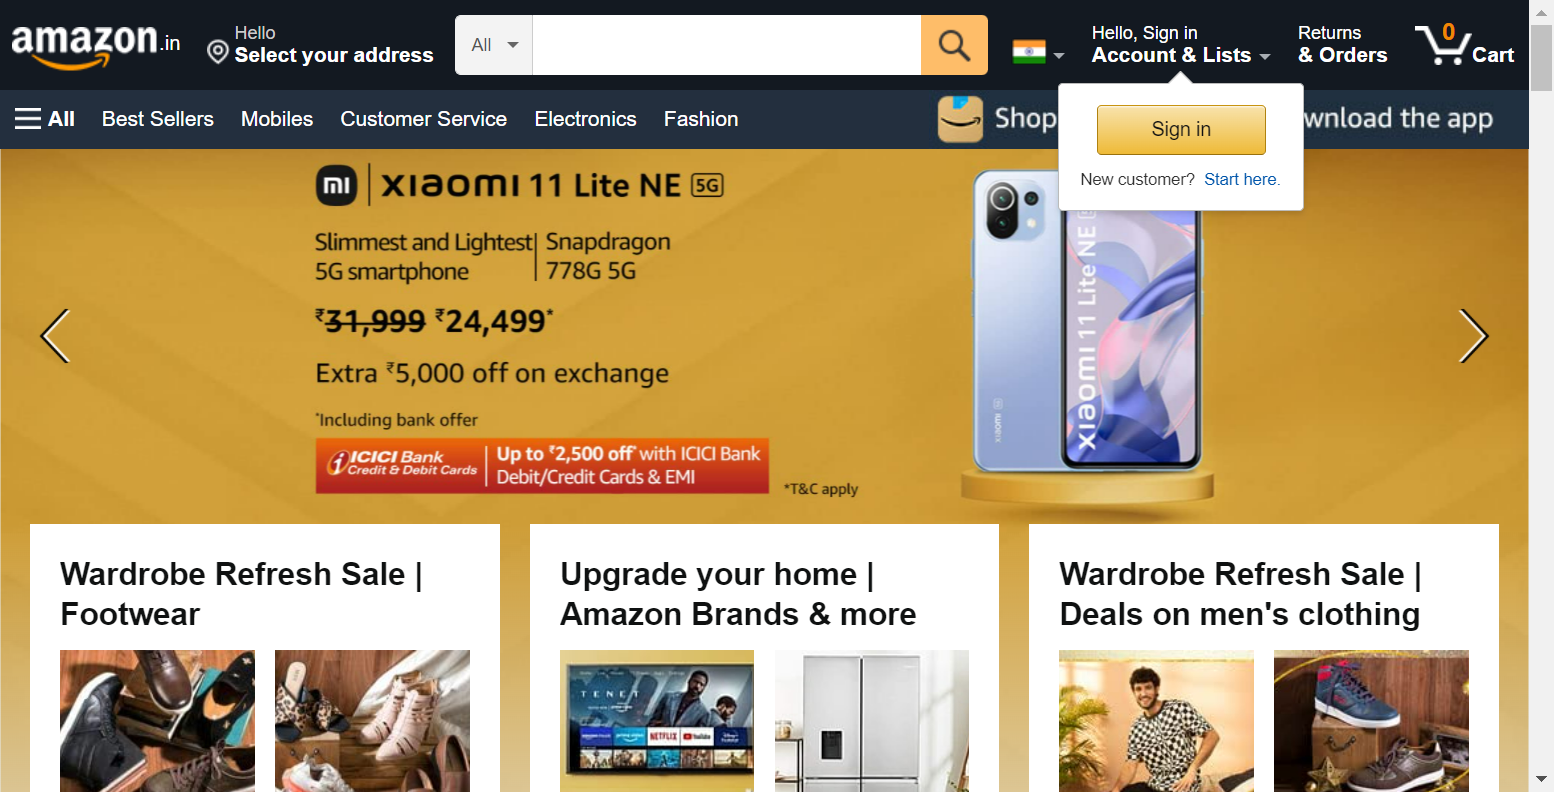 amazon.in
Hello
Select your address
All
Hello, Sign in
Account & Lists
Returns
& Orders
0
Cart
All
Best Sellers
Mobiles
Customer Service
Electronics
Fashion
Shop
wnload the app
Sign in
New customer? Start here.
mi
xiaomi 11 Lite NE 5G
Slimmest and Lightest
5G smartphone
Snapdragon
778G 5G
₹31,999 ₹24,499*
Extra ₹5,000 off on exchange
*Including bank offer
ICICI Bank
Credit & Debit Cards
Up to ₹2,500 off* with ICICI Bank
Debit/Credit Cards & EMI
*T&C apply
xiaomi
xiaomi 11 Lite NE
Wardrobe Refresh Sale |
Footwear
Upgrade your home |
Amazon Brands & more
Wardrobe Refresh Sale |
Deals on men's clothing
TENET
prime video
NETFLIX
YouTube